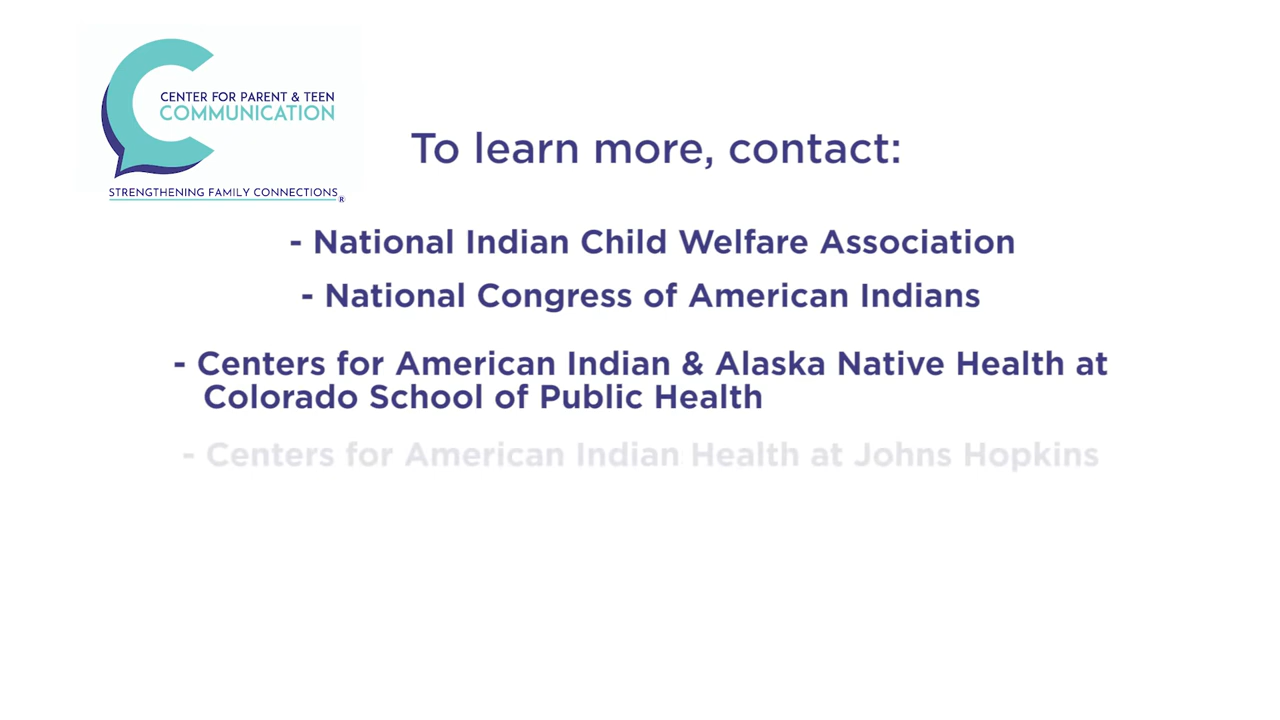 CENTER FOR PARENT & TEEN
COMMUNICATION
STRENGTHENING FAMILY CONNECTIONS®
To learn more, contact:
- National Indian Child Welfare Association
- National Congress of American Indians
- Centers for American Indian & Alaska Native Health at
Colorado School of Public Health
- Centers for American Indian Health at Johns Hopkins